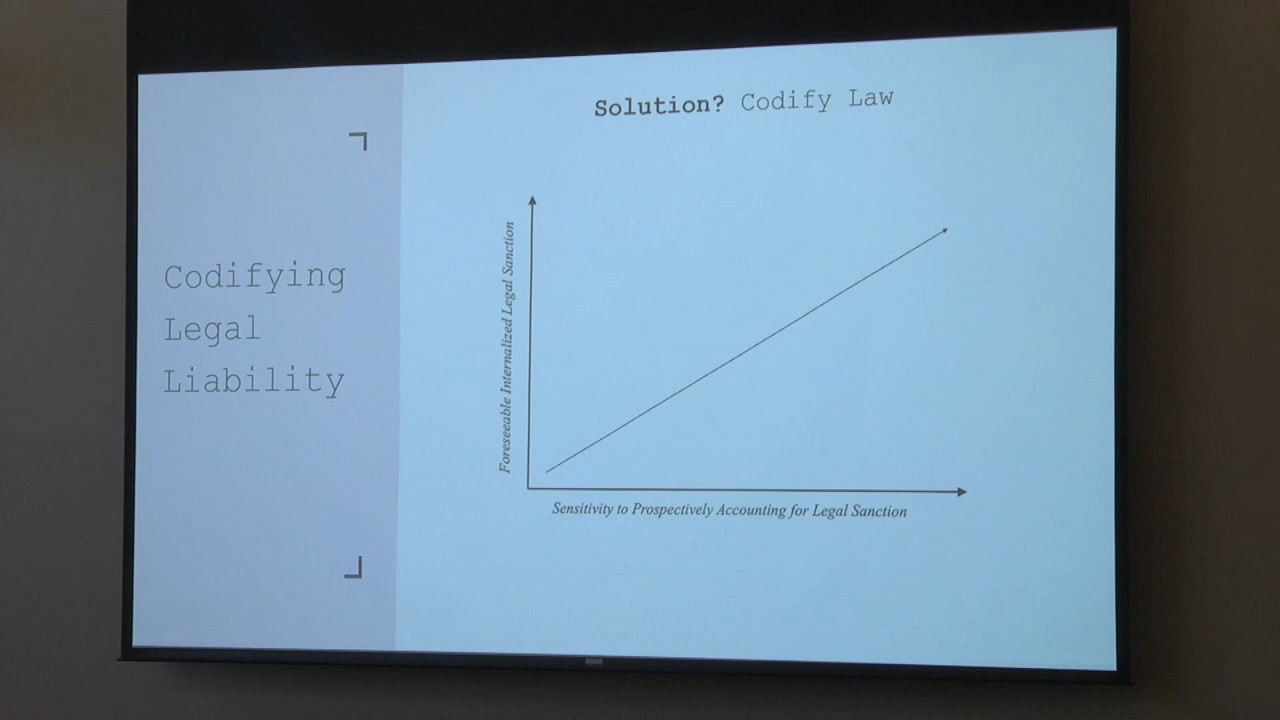 Codifying
Legal
Liability
Solution? Codify Law
Foreseeable Internalized Legal Sanction
Sensitivity to Prospectively Accounting for Legal Sanction